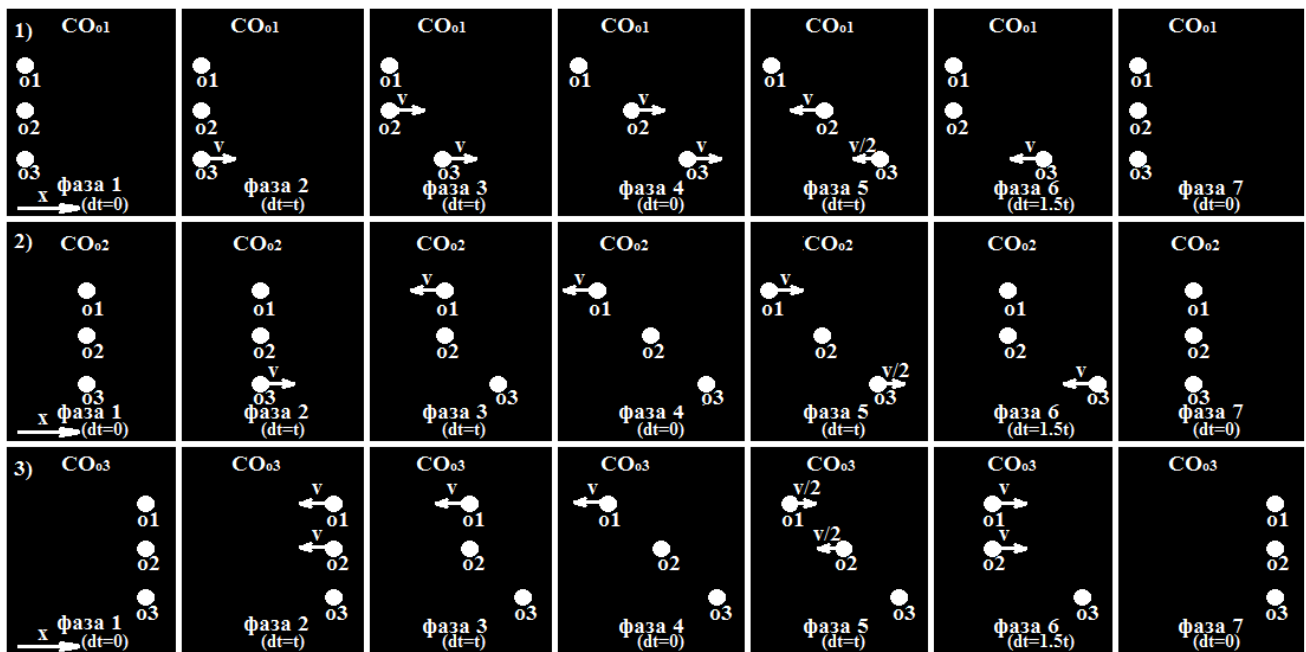 1) COo1 COo1 COo1 COo1 COo1 COo1 COo1
o1 o1 o1 o1 o1 o1 o1
v v v v
o2 o2 o2 o2 o2 o2 o2
v v v v/2 v
o3 o3 o3 o3 o3 o3 o3
x фаза 1 фаза 2 фаза 3 фаза 4 фаза 5 фаза 6 фаза 7
(dt=0) (dt=t) (dt=t) (dt=0) (dt=t) (dt=1.5t) (dt=0)
2) COo2 COo2 COo2 COo2 COo2 COo2 COo2
v v v
o1 o1 o1 o1 o1 o1 o1
o2 o2 o2 o2 o2 o2 o2
v v/2 v
o3 o3 o3 o3 o3 o3 o3
x фаза 1 фаза 2 фаза 3 фаза 4 фаза 5 фаза 6 фаза 7
(dt=0) (dt=t) (dt=t) (dt=0) (dt=t) (dt=1.5t) (dt=0)
3) COo3 COo3 COo3 COo3 COo3 COo3 COo3
v v v v/2 v
o1 o1 o1 o1 o1 o1 o1
v v/2 v
o2 o2 o2 o2 o2 o2 o2
o3 o3 o3 o3 o3 o3 o3
x фаза 1 фаза 2 фаза 3 фаза 4 фаза 5 фаза 6 фаза 7
(dt=0) (dt=t) (dt=t) (dt=0) (dt=t) (dt=1.5t) (dt=0)